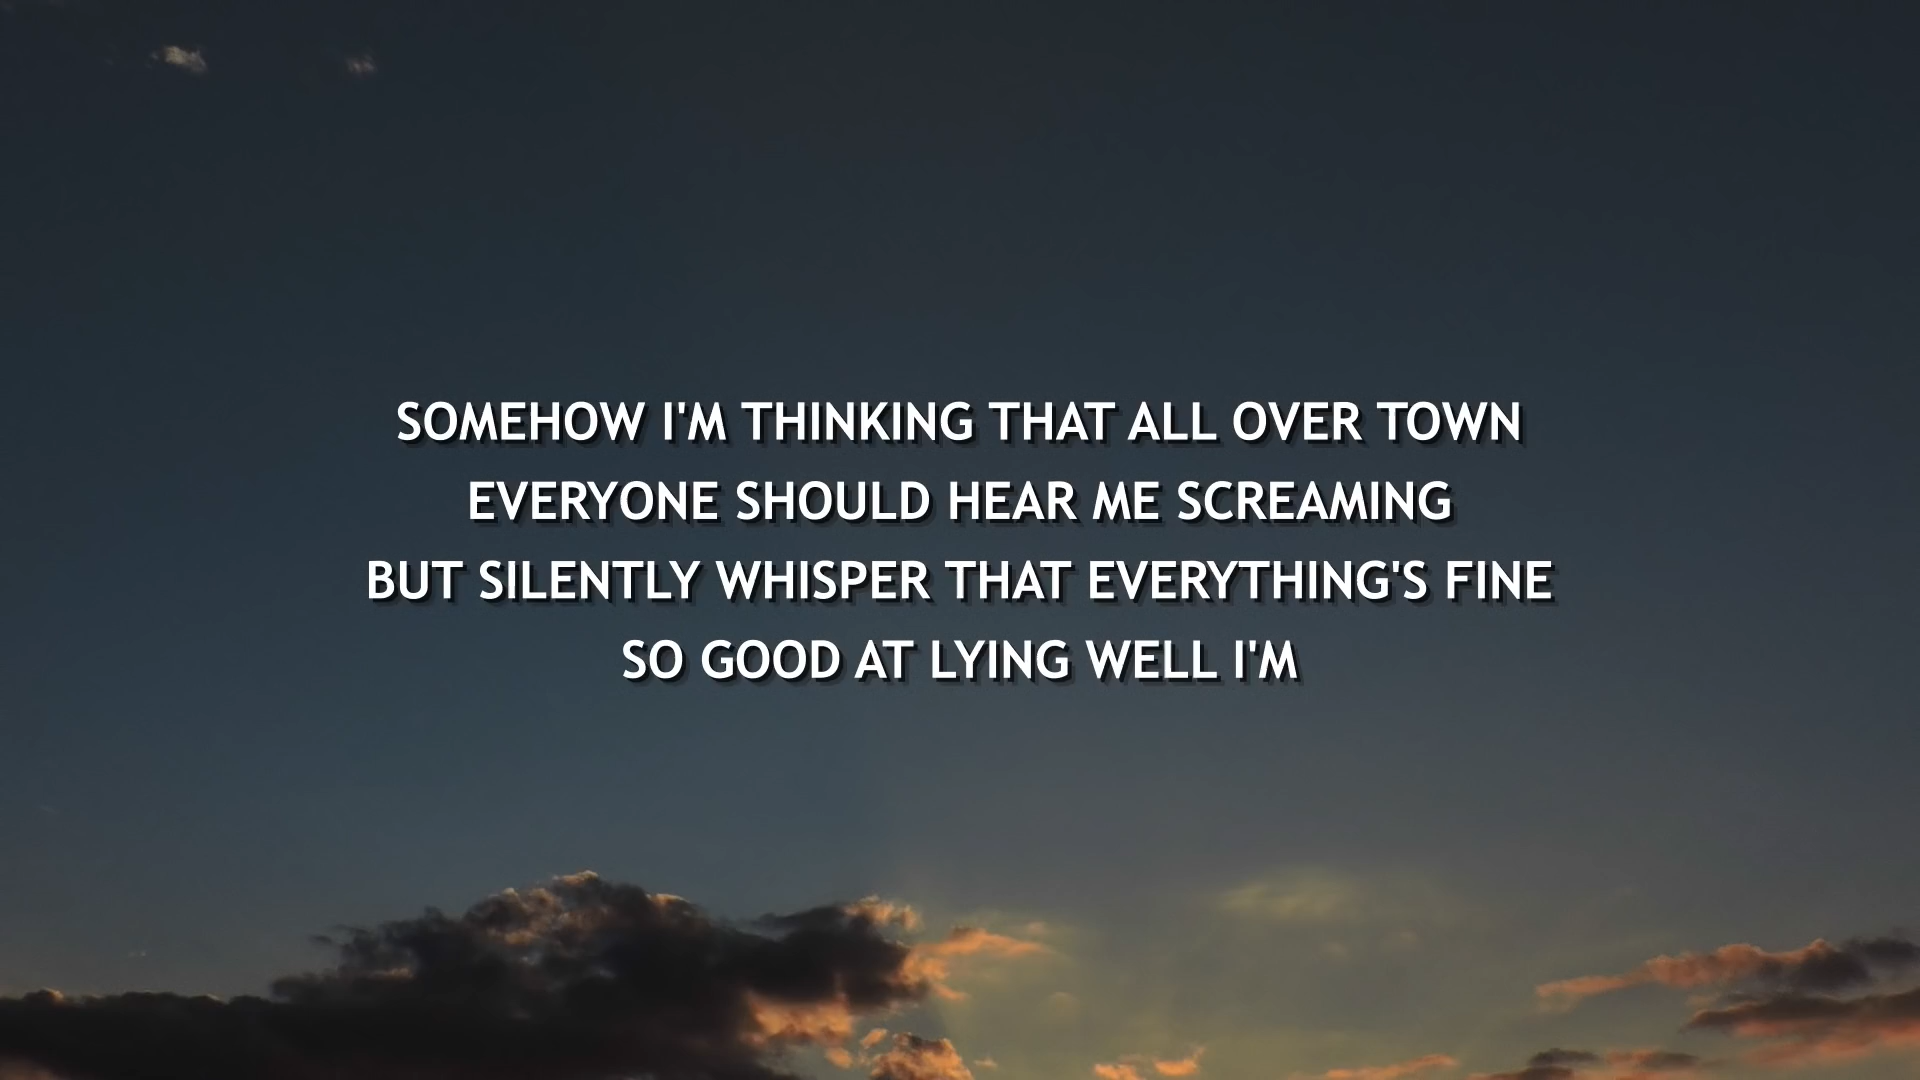 SOMEHOW I'M THINKING THAT ALL OVER TOWN
EVERYONE SHOULD HEAR ME SCREAMING
BUT SILENTLY WHISPER THAT EVERYTHING'S FINE
SO GOOD AT LYING WELL I'M